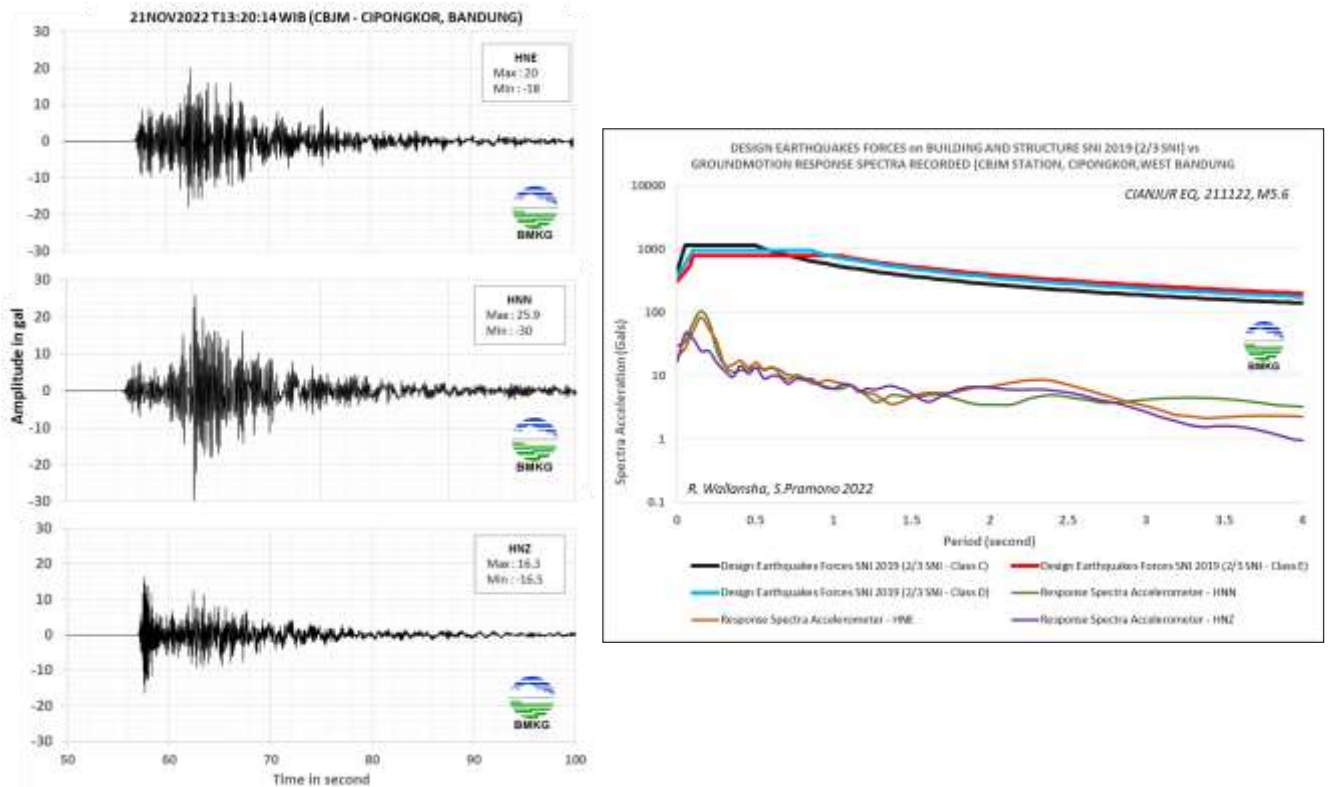 21NOV2022 T13:20:14 WIB (CBJM - CIPONGKOR, BANDUNG)
30
20
10
0
-10
-20
-30
HNE
Max : 20
Min : -18
BMKG
30
20
10
0
-10
-20
-30
HNN
Max : 25.9
Min : -30
BMKG
Amplitude in gal
30
20
10
0
-10
-20
-30
HNZ
Max : 16.3
Min : -16.5
BMKG
50 60 70 80 90 100
Time in second
DESIGN EARTHQUAKES FORCES on BUILDING AND STRUCTURE SNI 2019 (2/3 SNI) vs
GROUNDMOTION RESPONSE SPECTRA RECORDED (CBJM STATION, CIPONGKOR,WEST BANDUNG
CIANJUR EQ, 211122, M5.6
10000
1000
100
10
1
0.1
Spectra Acceleration (Gals)
BMKG
R. Wallansha, S.Pramono 2022
0 0.5 1 1.5 2 2.5 3 3.5 4
Period (second)
Design Earthquakes Forces SNI 2019 (2/3 SNI - Class C) Design Earthquakes Forces SNI 2019 (2/3 SNI - Class E)
Design Earthquakes Forces SNI 2019 (2/3 SNI - Class D) Response Spectra Accelerometer - HNN
Response Spectra Accelerometer - HNE Response Spectra Accelerometer - HNZ